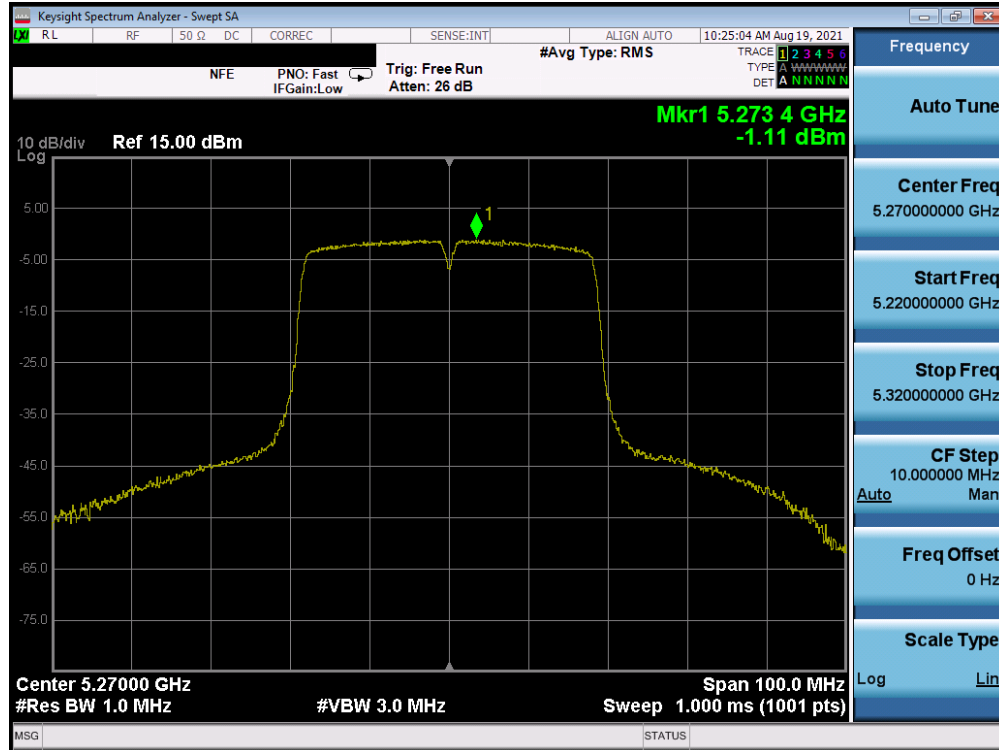 Keysight Spectrum Analyzer - Swept SA
LXI RL RF 50 Ω DC CORREC SENSE:INT ALIGN AUTO 10:25:04 AM Aug 19, 2021
NFE PNO: Fast Trig: Free Run #Avg Type: RMS TRACE 1 2 3 4 5 6
IFGain:Low Atten: 26 dB TYPE A WWWWW
DET A N N N N N
Mkr1 5.273 4 GHz
-1.11 dBm
10 dB/div Ref 15.00 dBm
Log
1
5.00
-5.00
-15.0
-25.0
-35.0
-45.0
-55.0
-65.0
-75.0
Center 5.27000 GHz Span 100.0 MHz
#Res BW 1.0 MHz #VBW 3.0 MHz Sweep 1.000 ms (1001 pts)
MSG STATUS
Frequency
Auto Tune
Center Freq
5.270000000 GHz
Start Freq
5.220000000 GHz
Stop Freq
5.320000000 GHz
CF Step
10.000000 MHz
Auto Man
Freq Offset
0 Hz
Scale Type
Log Lin